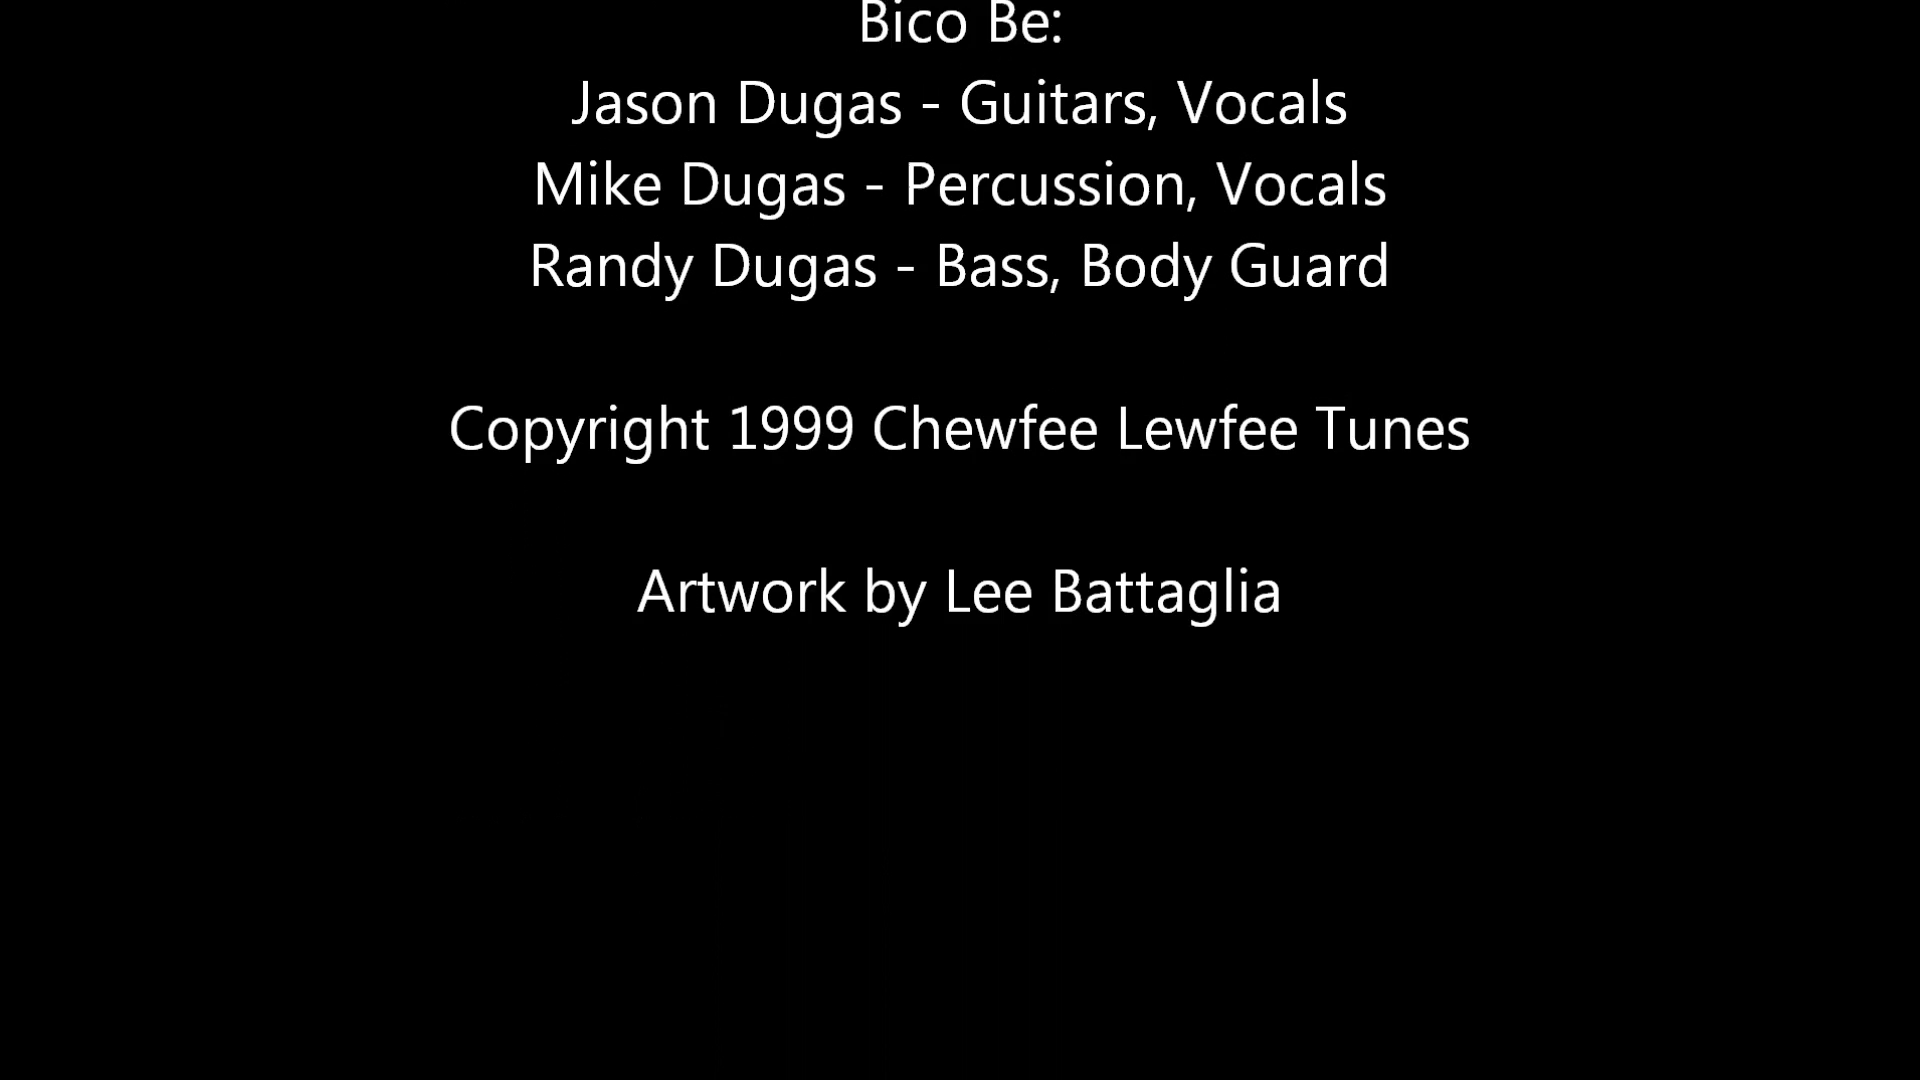 Bico Be:
Jason Dugas - Guitars, Vocals
Mike Dugas - Percussion, Vocals
Randy Dugas - Bass, Body Guard
Copyright 1999 Chewfee Lewfee Tunes
Artwork by Lee Battaglia